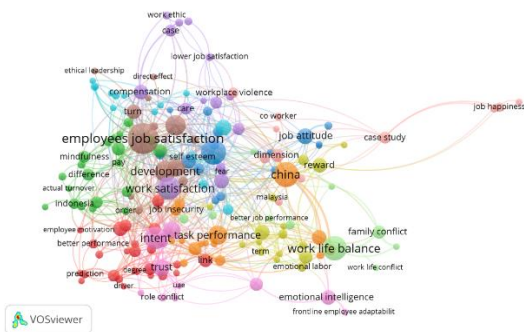 work ethic
case
lower job satisfaction
ethical leadership
direct effect
compensation
workplace violence
job happiness
turn
care
co worker
employees job satisfaction
job attitude
case study
mindfulness
pay
self esteem
dimension
difference
development
fear
reward
actual turnover
work satisfaction
china
indonesia
order
job insecurity
malaysia
employee motivation
intent
task performance
better job performance
family conflict
better performance
work life balance
prediction
degree
trust
link
term
emotional labor
work life conflict
driver
use
role conflict
emotional intelligence
frontline employee adaptabilit
VOSviewer